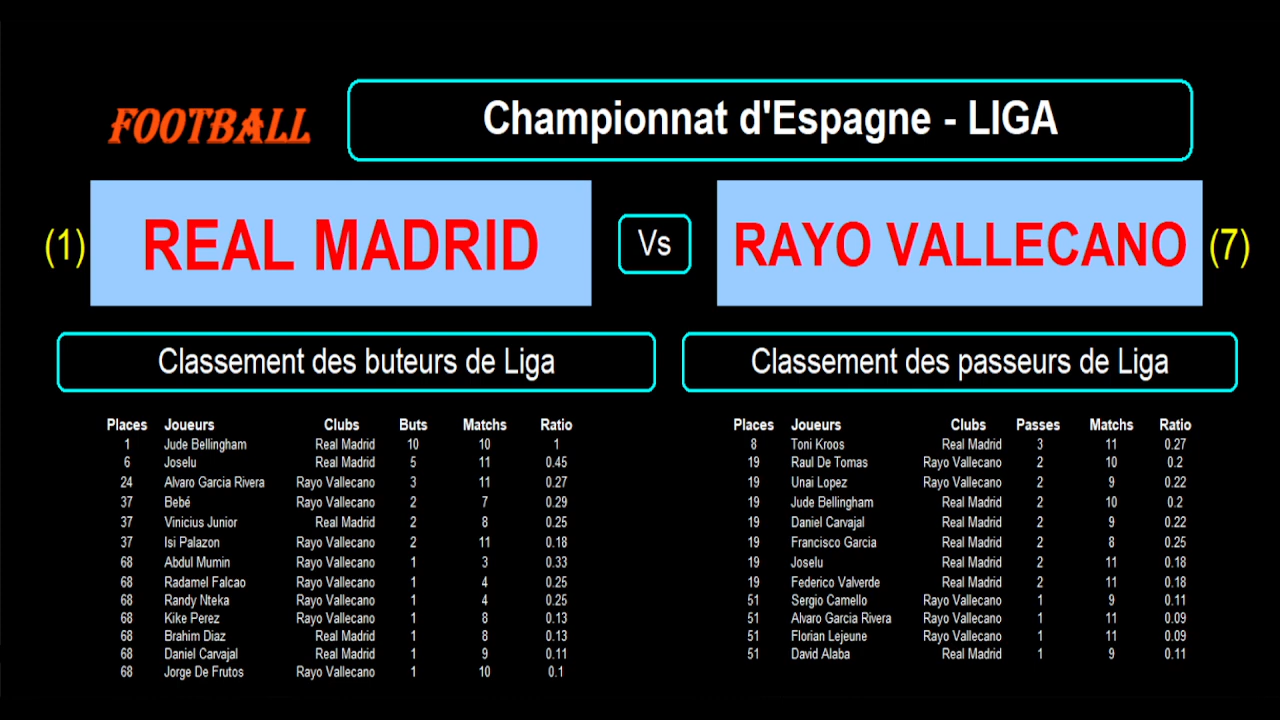 FOOTBALL
Championnat d'Espagne - LIGA
(1) REAL MADRID Vs RAYO VALLECANO (7)
Classement des buteurs de Liga
Places Joueurs Clubs Buts Matchs Ratio
1 Jude Bellingham Real Madrid 10 10 1
6 Joselu Real Madrid 5 11 0.45
24 Alvaro Garcia Rivera Rayo Vallecano 3 11 0.27
37 Bebé Rayo Vallecano 2 7 0.29
37 Vinicius Junior Real Madrid 2 8 0.25
37 Isi Palazon Rayo Vallecano 2 11 0.18
68 Abdul Mumin Rayo Vallecano 1 3 0.33
68 Radamel Falcao Rayo Vallecano 1 4 0.25
68 Randy Nteka Rayo Vallecano 1 4 0.25
68 Kike Perez Rayo Vallecano 1 8 0.13
68 Brahim Diaz Real Madrid 1 8 0.13
68 Daniel Carvajal Real Madrid 1 9 0.11
68 Jorge De Frutos Rayo Vallecano 1 10 0.1
Classement des passeurs de Liga
Places Joueurs Clubs Passes Matchs Ratio
8 Toni Kroos Real Madrid 3 11 0.27
19 Raul De Tomas Rayo Vallecano 2 10 0.2
19 Unai Lopez Rayo Vallecano 2 9 0.22
19 Jude Bellingham Real Madrid 2 10 0.2
19 Daniel Carvajal Real Madrid 2 9 0.22
19 Francisco Garcia Real Madrid 2 8 0.25
19 Joselu Real Madrid 2 11 0.18
19 Federico Valverde Real Madrid 2 11 0.18
51 Sergio Camello Rayo Vallecano 1 9 0.11
51 Alvaro Garcia Rivera Rayo Vallecano 1 11 0.09
51 Florian Lejeune Rayo Vallecano 1 11 0.09
51 David Alaba Real Madrid 1 9 0.11